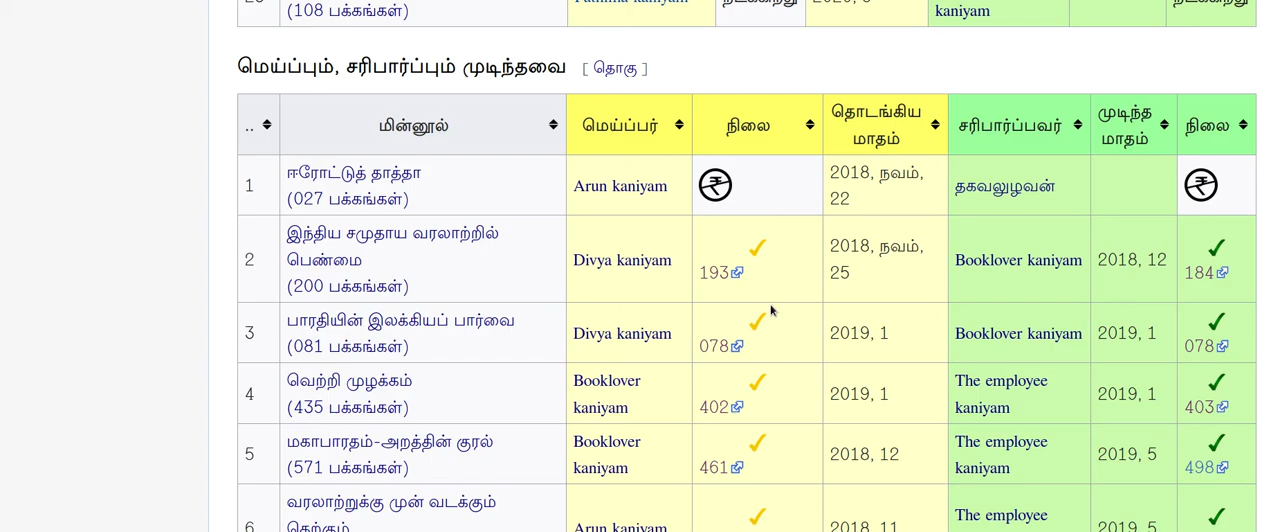 (108 பக்கங்கள்)
kaniyam
மெய்ப்பும், சரிபார்ப்பும் முடிந்தவை [ தொகு ]
.. மின்னூல் மெய்ப்பர் நிலை தொடங்கிய மாதம் சரிபார்ப்பவர் முடிந்த மாதம் நிலை
1 ஈரோட்டுத் தாத்தா (027 பக்கங்கள்) Arun kaniyam 2018, நவம், 22 தகவலுழவன்
2 இந்திய சமுதாய வரலாற்றில் பெண்மை (200 பக்கங்கள்) Divya kaniyam ✓ 193 2018, நவம், 25 Booklover kaniyam 2018, 12 ✓ 184
3 பாரதியின் இலக்கியப் பார்வை (081 பக்கங்கள்) Divya kaniyam ✓ 078 2019, 1 Booklover kaniyam 2019, 1 ✓ 078
4 வெற்றி முழக்கம் (435 பக்கங்கள்) Booklover kaniyam ✓ 402 2019, 1 The employee kaniyam 2019, 1 ✓ 403
5 மகாபாரதம்-அறத்தின் குரல் (571 பக்கங்கள்) Booklover kaniyam ✓ 461 2018, 12 The employee kaniyam 2019, 5 ✓ 498
6 வரலாற்றுக்கு முன் வடக்கும் தெற்கும் Arun kaniyam ✓ 2018, 11 The employee 2019, 5 ✓